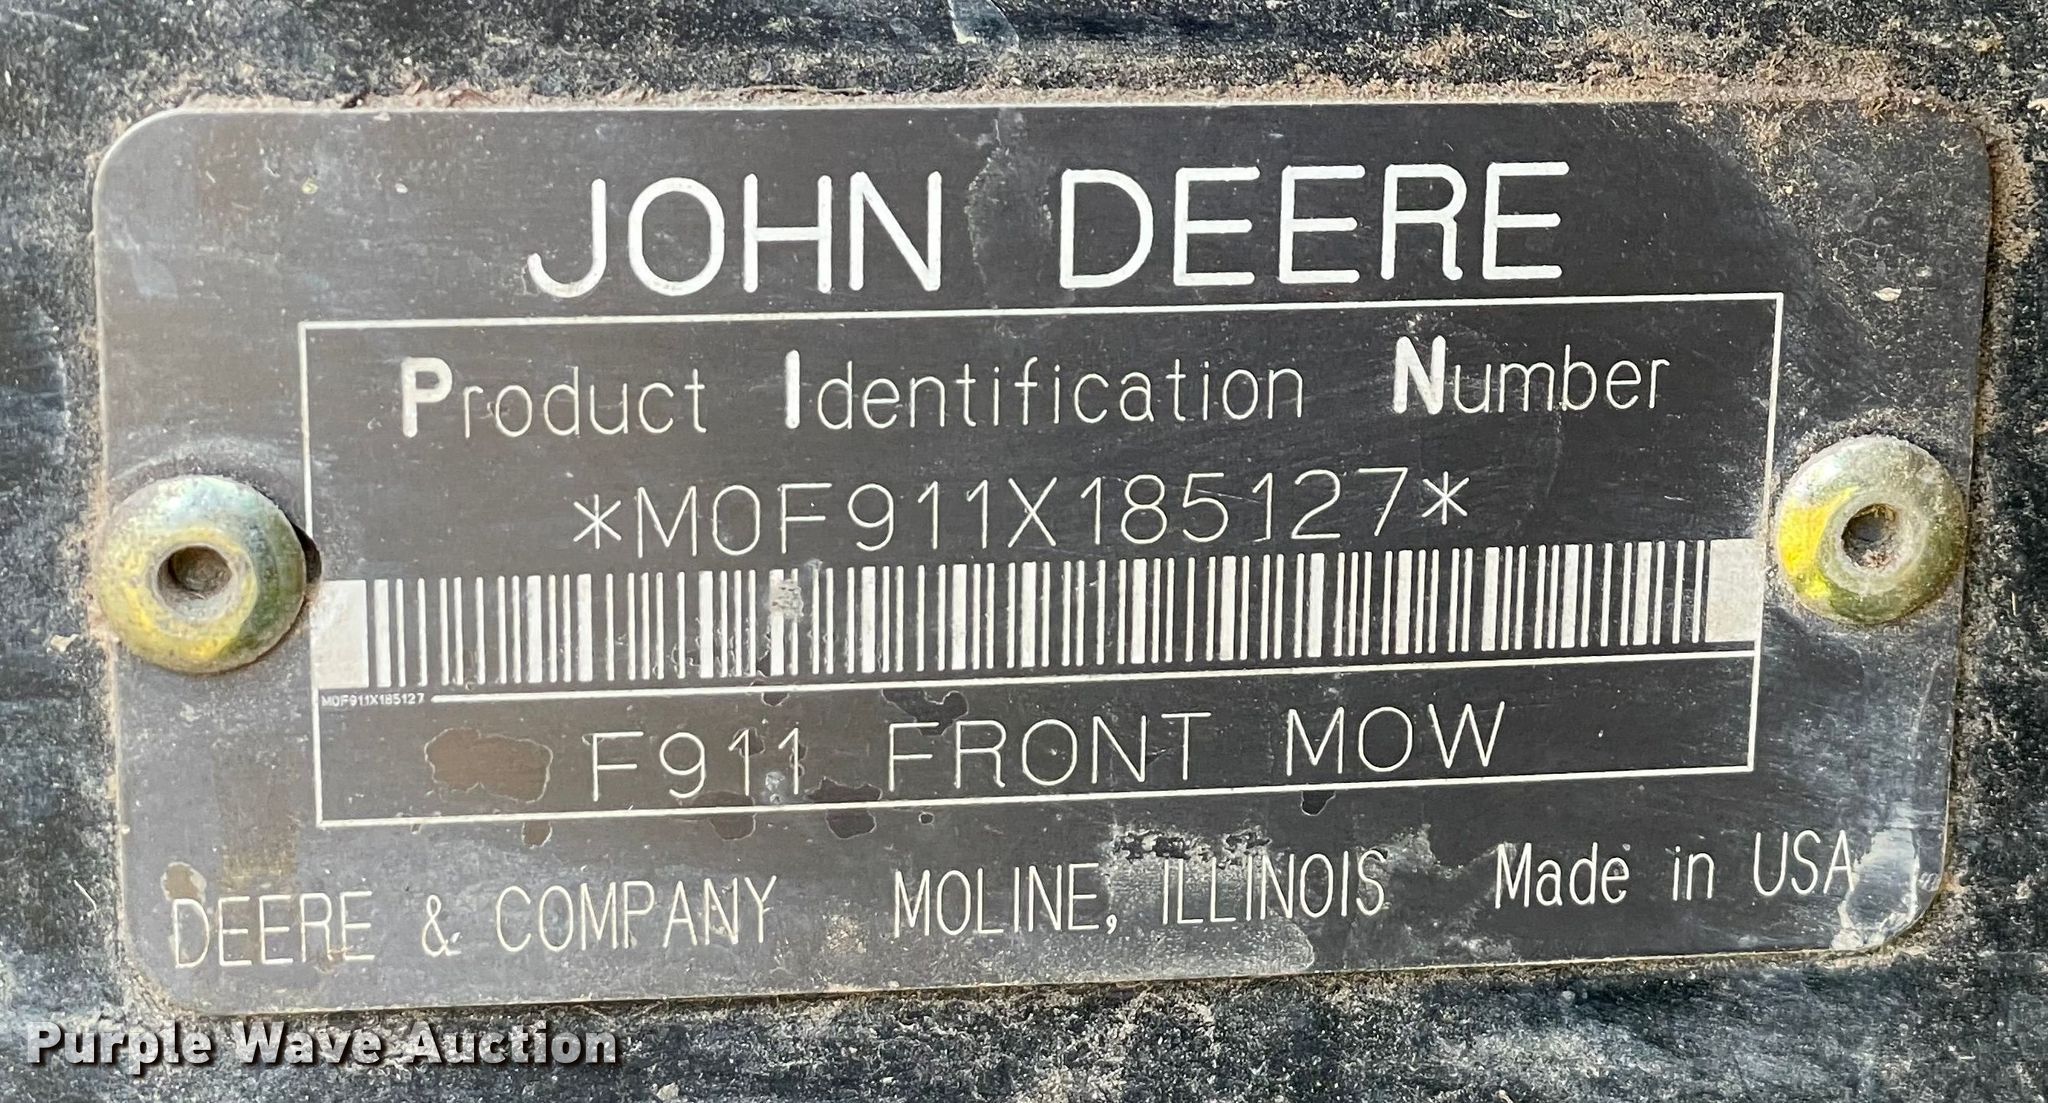 JOHN DEERE
Product Identification Number
*M0F911X185127*
M0F911X185127
F911 FRONT MOW
DEERE & COMPANY MOLINE, ILLINOIS Made in USA
Purple Wave Auction